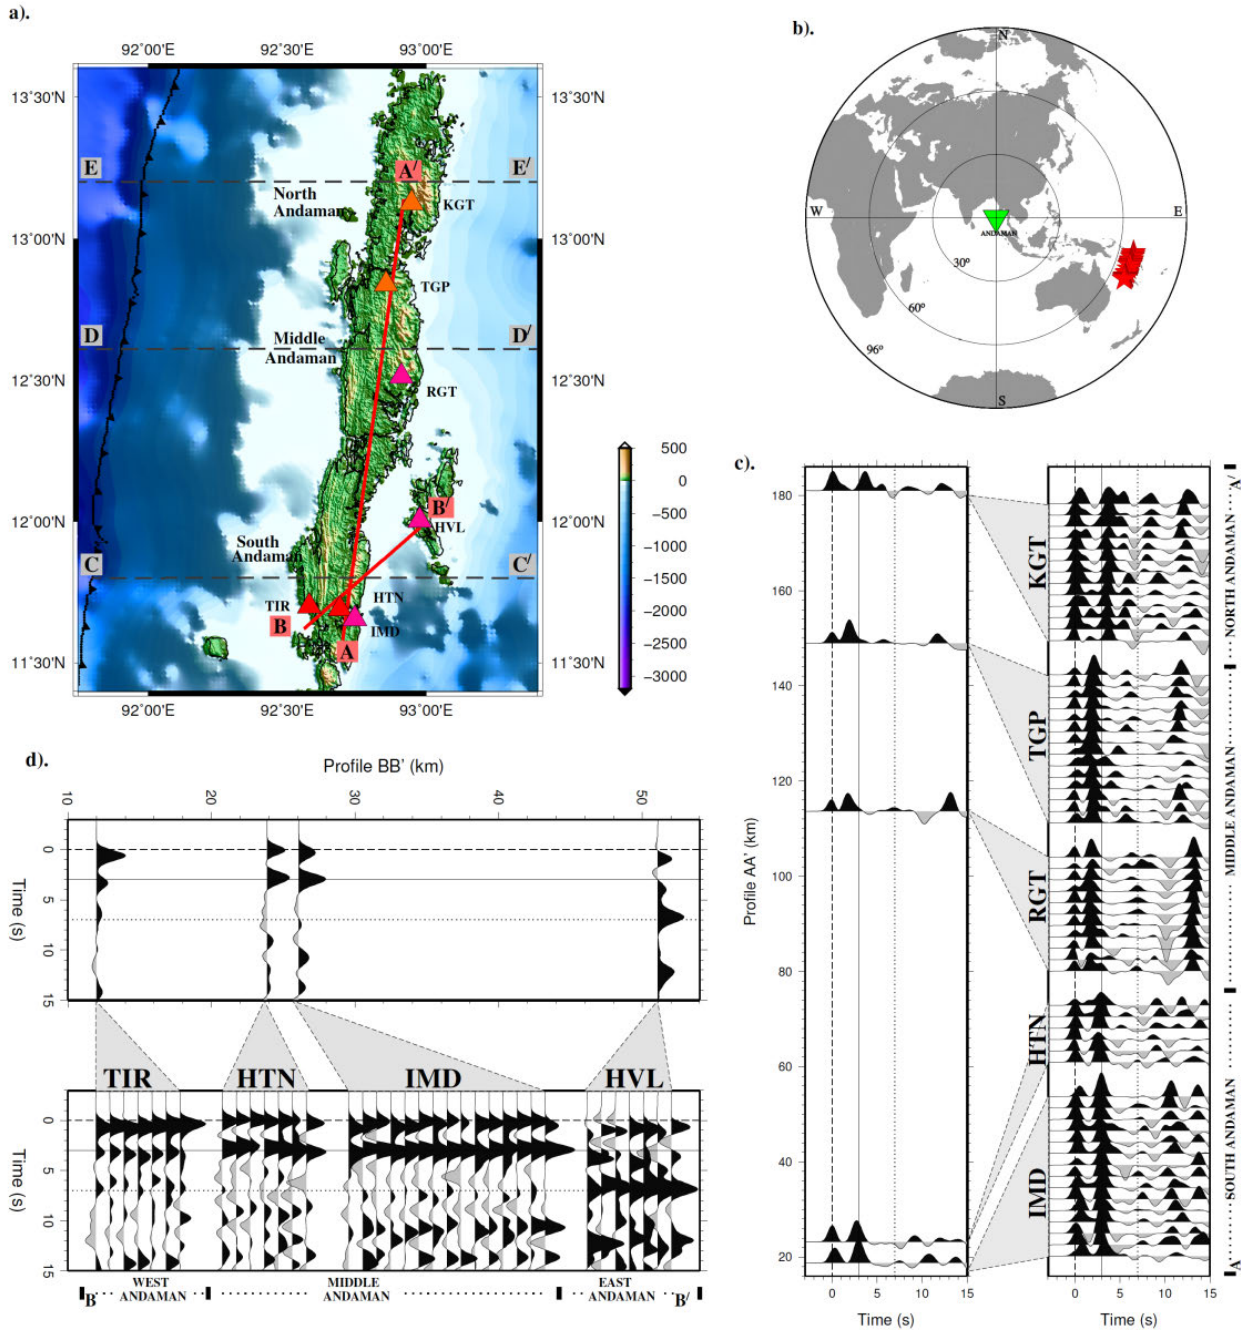 a).
92°00'E 92°30'E 93°00'E
13°30'N
13°00'N
12°30'N
12°00'N
11°30'N
13°30'N
13°00'N
12°30'N
12°00'N
11°30'N
92°00'E 92°30'E 93°00'E
E E/
A/
North
Andaman
KGT
TGP
D D/
Middle
Andaman
RGT
B/
HVL
South
Andaman
C C/
TIR
HTN
B
IMD
A
500
0
−500
−1000
−1500
−2000
−2500
−3000
b).
N
W
E
S
ANDAMAN
30°
60°
96°
c).
Profile AA' (km)
180
160
140
120
100
80
60
40
20
0 5 10 15
Time (s)
0 5 10 15
Time (s)
KGT
TGP
RGT
HTN
IMD
A/
NORTH ANDAMAN
MIDDLE ANDAMAN
SOUTH ANDAMAN
A
d).
Profile BB' (km)
10 20 30 40 50
Time (s)
0
5
10
15
TIR HTN IMD HVL
Time (s)
0
5
10
15
B
WEST
ANDAMAN
MIDDLE
ANDAMAN
EAST
ANDAMAN
B/